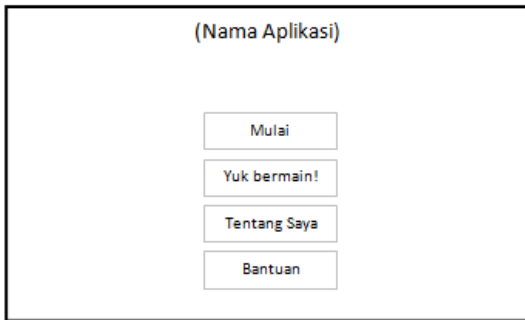 (Nama Aplikasi)
Mulai
Yuk bermain!
Tentang Saya
Bantuan